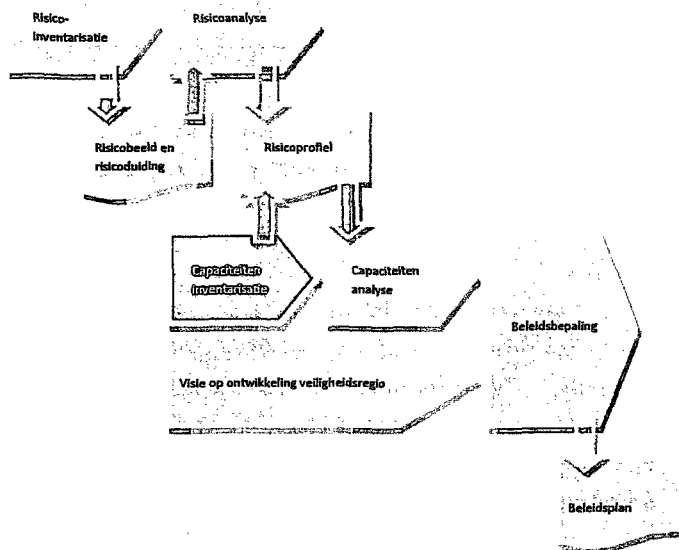 Risico-
inventarisatie
Risicoanalyse
Risicobeeld en
risicoduiding
Risicoprofiel
Capaciteiten
inventarisatie
Capaciteiten
analyse
Beleidsbepaling
Visie op ontwikkeling veiligheidsregio
Beleidsplan